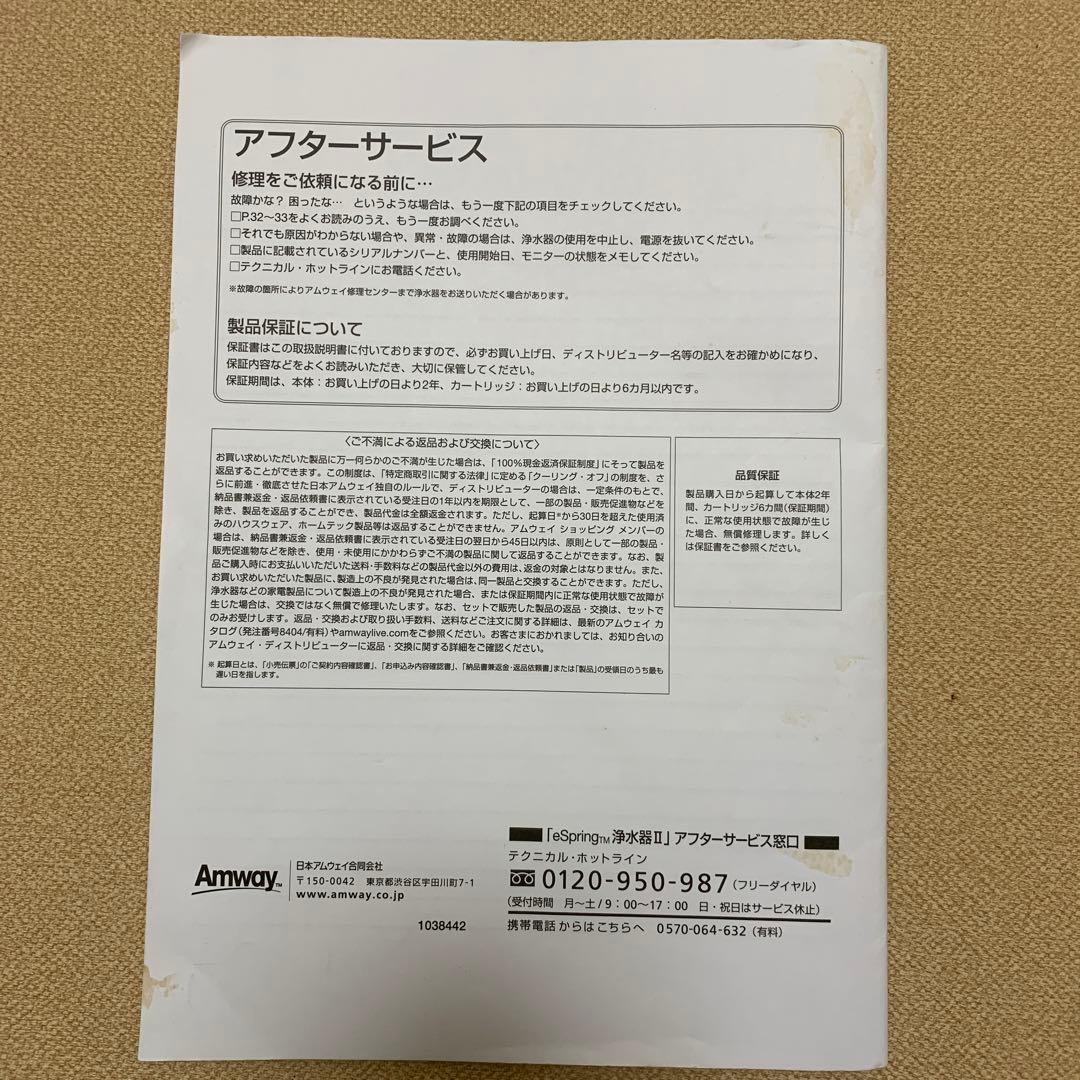 アフターサービス
修理をご依頼になる前に…
故障かな? 困ったな… というような場合は、もう一度下記の項目をチェックしてください。
□P.32〜33をよくお読みのうえ、もう一度お調べください。
□それでも原因がわからない場合や、異常・故障の場合は、浄水器の使用を中止し、電源を抜いてください。
□製品に記載されているシリアルナンバーと、使用開始日、モニターの状態をメモしてください。
□テクニカル・ホットラインにお電話ください。
※故障の箇所によりアムウェイ修理センターまで浄水器をお送りいただく場合があります。
製品保証について
保証書はこの取扱説明書に付いておりますので、必ずお買い上げ日、ディストリビューター名等の記入をお確かめになり、
保証内容などをよくお読みいただき、大切に保管してください。
保証期間は、本体：お買い上げの日より2年、カートリッジ：お買い上げの日より6カ月以内です。
〈ご不満による返品および交換について〉
お買い求めいただいた製品に万一何らかのご不満が生じた場合は、「100%現金返済保証制度」にそって製品を
返品することができます。この制度は、「特定商取引に関する法律」に定める「クーリング・オフ」の制度を、さ
らに前進・徹底させた日本アムウェイ独自のルールで、ディストリビューターの場合は、一定条件のもとで、
納品書兼返金・返品依頼書に表示されている受注日の1年以内を期限として、一部の製品・販売促進物などを
除き、製品を返品することができ、製品代金は全額返金されます。ただし、起算日※から30日を超えた使用済
みのハウスウェア、ホームテック製品等は返品することができません。アムウェイ ショッピング メンバーの
場合は、納品書兼返金・返品依頼書に表示されている受注日の翌日から45日以内は、原則として一部の製品・
販売促進物などを除き、使用・未使用にかかわらずご不満の製品に関して返品することができます。なお、製
品ご購入時にお支払いいただいた送料・手数料などの製品代金以外の費用は、返金の対象とはなりません。また、
お買い求めいただいた製品に、製造上の不良が発見された場合は、同一製品と交換することができます。ただし、
浄水器などの家電製品について製造上の不良が発見された場合、または保証期間内に正常な使用状態で故障が
生じた場合は、交換ではなく無償で修理いたします。なお、セットで販売した製品の返品・交換は、セットで
のみお受けします。返品・交換および取り扱い手数料、送料などご注文に関する詳細は、最新のアムウェイ カ
タログ(発注番号8404/有料)やamwaylive.comをご参照ください。お客さまにおかれましては、お知り合いの
アムウェイ・ディストリビューターに返品・交換に関する詳細をご確認ください。
※ 起算日とは、「小売伝票」の「ご契約内容確認書」、「お申込み内容確認書」、「納品書兼返金・返品依頼書」または「製品」の受領日のうち最も
遅い日を指します。
品質保証
製品購入日から起算して本体2年
間、カートリッジ6カ間(保証期間)
に、正常な使用状態で故障が生じ
た場合、無償修理します。詳しく
は保証書をご参照ください。
「eSpring™ 浄水器Ⅱ」アフターサービス窓口
テクニカル・ホットライン
0120-950-987 (フリーダイヤル)
(受付時間 月〜土/9：00〜17：00 日・祝日はサービス休止)
携帯電話からはこちらへ 0570-064-632 (有料)
Amway™
日本アムウェイ合同会社
〒150-0042 東京都渋谷区宇田川町7-1
www.amway.co.jp
1038442